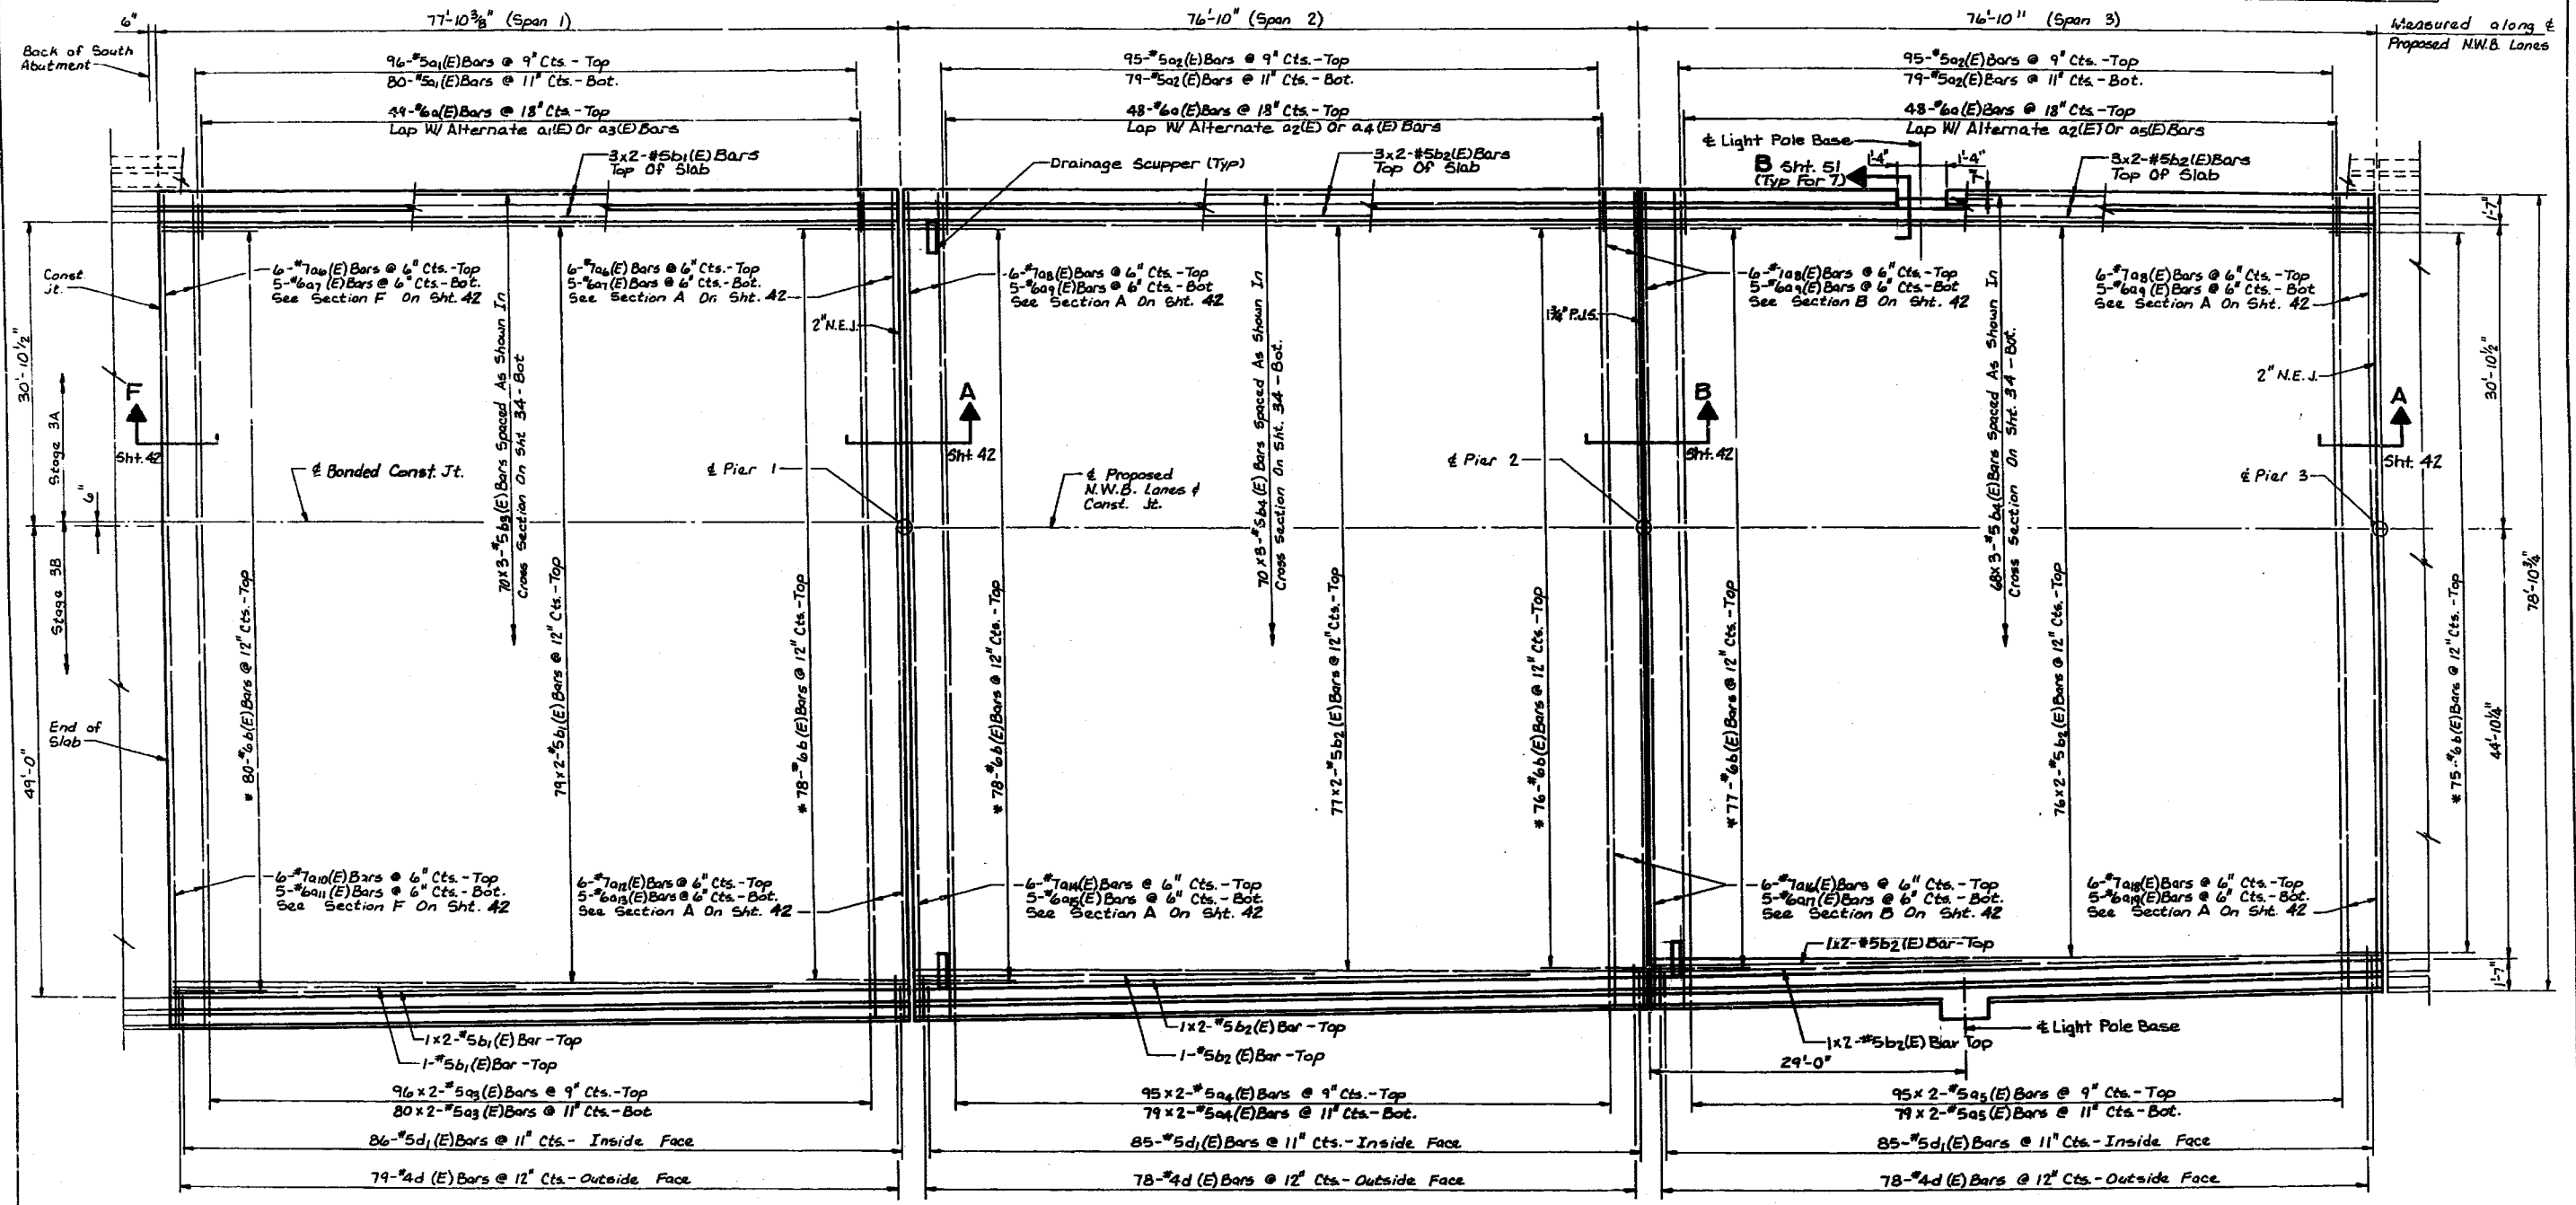 6"
77'-10⅜" (Span 1)
76'-10" (Span 2)
76'-10" (Span 3)
Measured along ℄
Proposed N.W.B. Lanes
Back of South
Abutment
96-#5a1(E)Bars @ 9" Cts.-Top
80-#5a1(E)Bars @ 11" Cts.-Bot.
95-#5a2(E)Bars @ 9" Cts.-Top
79-#5a2(E)Bars @ 11" Cts.-Bot.
95-#5a2(E)Bars @ 9" Cts.-Top
79-#5a2(E)Bars @ 11" Cts.-Bot.
49-#6a(E)Bars @ 18" Cts.-Top
Lap W/ Alternate a1(E) Or a3(E) Bars
48-#6a(E)Bars @ 18" Cts.-Top
Lap W/ Alternate a2(E) Or a4(E) Bars
48-#6a(E)Bars @ 18" Cts.-Top
Lap W/ Alternate a2(E) Or a5(E) Bars
3x2-#5b1(E) Bars
Top Of Slab
Drainage Scupper (Typ)
3x2-#5b2(E)Bars
Top Of Slab
℄ Light Pole Base
B Sht. 51
(Typ For 7)
1'-4"
1'-4"
7"
3x2-#5b2(E)Bars
Top Of Slab
1'-7"
Const.
Jt.
6-#7a6(E)Bars @ 6" Cts.-Top
5-#6a7(E)Bars @ 6" Cts.-Bot.
See Section F On Sht. 42
6-#7a6(E)Bars @ 6" Cts.-Top
5-#6a7(E)Bars @ 6" Cts.-Bot.
See Section A On Sht. 42
6-#7a8(E)Bars @ 6" Cts.-Top
5-#6a9(E)Bars @ 6" Cts.-Bot
See Section A On Sht. 42
6-#7a8(E)Bars @ 6" Cts.-Top
5-#6a9(E)Bars @ 6" Cts.-Bot
See Section B On Sht. 42
6-#7a8(E)Bars @ 6" Cts.-Top
5-#6a9(E)Bars @ 6" Cts.-Bot
See Section A On Sht. 42
2" N.E.J.
1¾" P.J.S.
2" N.E.J.
30'-10½"
Stage 3A
6"
Stage 3B
49'-0"
F
Sht. 42
A
Sht. 42
B
Sht. 42
A
Sht. 42
℄ Bonded Const. Jt.
℄ Pier 1
℄ Proposed
N.W.B. Lanes &
Const. Jt.
℄ Pier 2
℄ Pier 3
70x3-#5b3(E)Bars Spaced As Shown In
Cross Section On Sht 34-Bot
70x3-#5b4(E) Bars Spaced As Shown In
Cross Section On Sht. 34-Bot.
68x3-#5b4(E)Bars Spaced As Shown In
Cross Section On Sht. 34-Bot.
* 80-#6b(E)Bars @ 12" Cts.-Top
79x2-#5b1(E)Bars @ 12" Cts.-Top
* 78-#6b(E)Bars @ 12" Cts.-Top
* 78-#6b(E)Bars @ 12" Cts.-Top
77x2-#5b2(E)Bars @ 12" Cts.-Top
* 76-#6b(E)Bars @ 12" Cts.-Top
* 77-#6b(E)Bars @ 12" Cts.-Top
76x2-#5b2(E)Bars @ 12" Cts.-Top
* 75-#6b(E)Bars @ 12" Cts.-Top
30'-10½"
44'-10¼"
78'-10¾"
1'-7"
End of
Slab
6-#7a10(E)Bars @ 6" Cts.-Top
5-#6a11(E)Bars @ 6" Cts.-Bot.
See Section F On Sht. 42
6-#7a12(E)Bars @ 6" Cts.-Top
5-#6a13(E)Bars @ 6" Cts.-Bot.
See Section A On Sht. 42
6-#7a14(E)Bars @ 6" Cts.-Top
5-#6a15(E)Bars @ 6" Cts.-Bot.
See Section A On Sht. 42
6-#7a16(E)Bars @ 6" Cts.-Top
5-#6a17(E)Bars @ 6" Cts.-Bot.
See Section B On Sht. 42
6-#7a18(E)Bars @ 6" Cts.-Top
5-#6a19(E)Bars @ 6" Cts.-Bot.
See Section A On Sht. 42
1x2-#5b2(E)Bar-Top
1x2-#5b1(E)Bar-Top
1-#5b1(E)Bar-Top
1x2-#5b2(E)Bar-Top
1-#5b2(E)Bar-Top
1x2-#5b2(E)Bar Top
℄ Light Pole Base
29'-0"
96x2-#5a3(E)Bars @ 9" Cts.-Top
80x2-#5a3(E)Bars @ 11" Cts.-Bot
95x2-#5a4(E)Bars @ 9" Cts.-Top
79x2-#5a4(E)Bars @ 11" Cts.-Bot.
95x2-#5a5(E)Bars @ 9" Cts.-Top
79x2-#5a5(E)Bars @ 11" Cts.-Bot.
86-#5d1(E)Bars @ 11" Cts.-Inside Face
85-#5d1(E)Bars @ 11" Cts.-Inside Face
85-#5d1(E)Bars @ 11" Cts.-Inside Face
79-#4d(E)Bars @ 12" Cts.-Outside Face
78-#4d(E)Bars @ 12" Cts.-Outside Face
78-#4d(E)Bars @ 12" Cts.-Outside Face